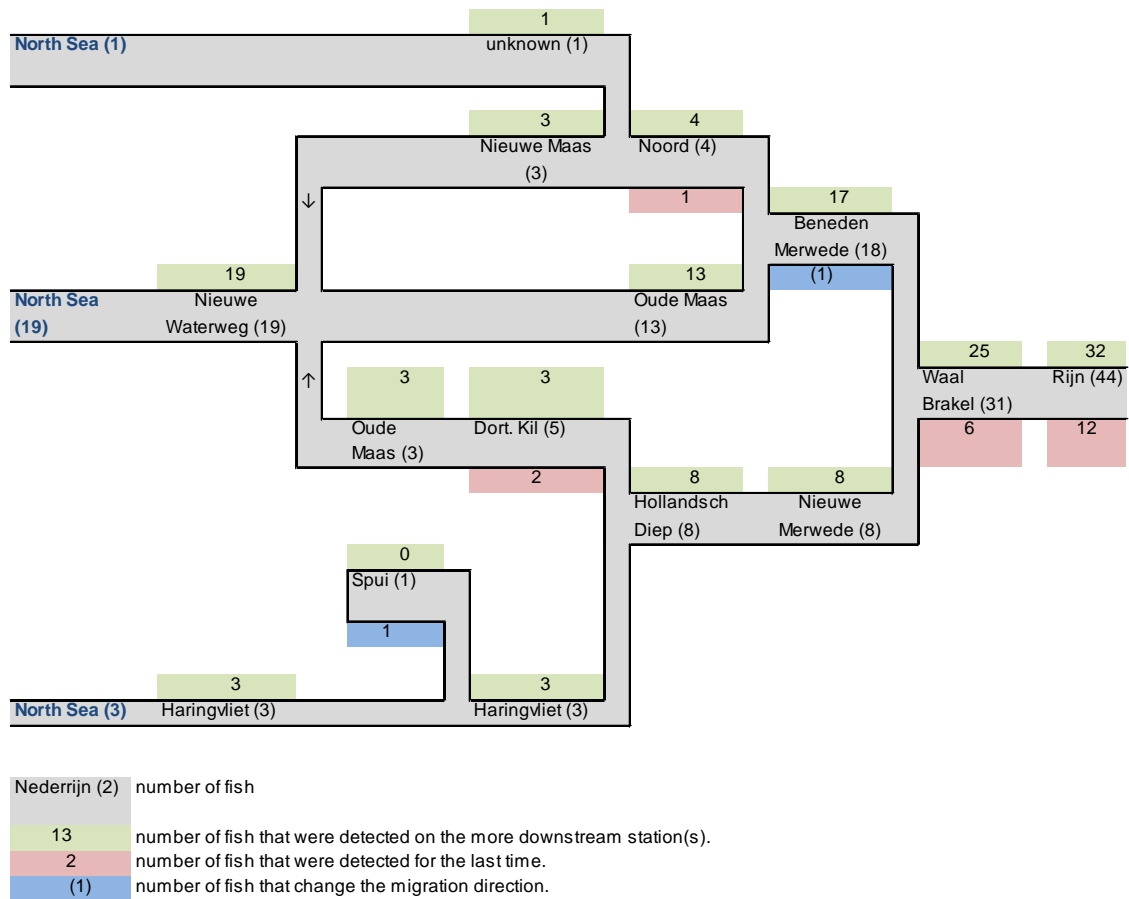 1
North Sea (1)
unknown (1)
3
4
Nieuwe Maas
(3)
Noord (4)
↓
1
17
Beneden
Merwede (18)
(1)
19
13
North Sea
(19)
Nieuwe
Waterweg (19)
Oude Maas
(13)
25
32
Waal
Brakel (31)
Rijn (44)
6
12
↑
3
3
Oude
Maas (3)
Dort. Kil (5)
2
8
8
Hollandsch
Diep (8)
Nieuwe
Merwede (8)
0
Spui (1)
1
3
3
North Sea (3)
Haringvliet (3)
Haringvliet (3)
Nederrijn (2) number of fish
13 number of fish that were detected on the more downstream station(s).
2 number of fish that were detected for the last time.
(1) number of fish that change the migration direction.